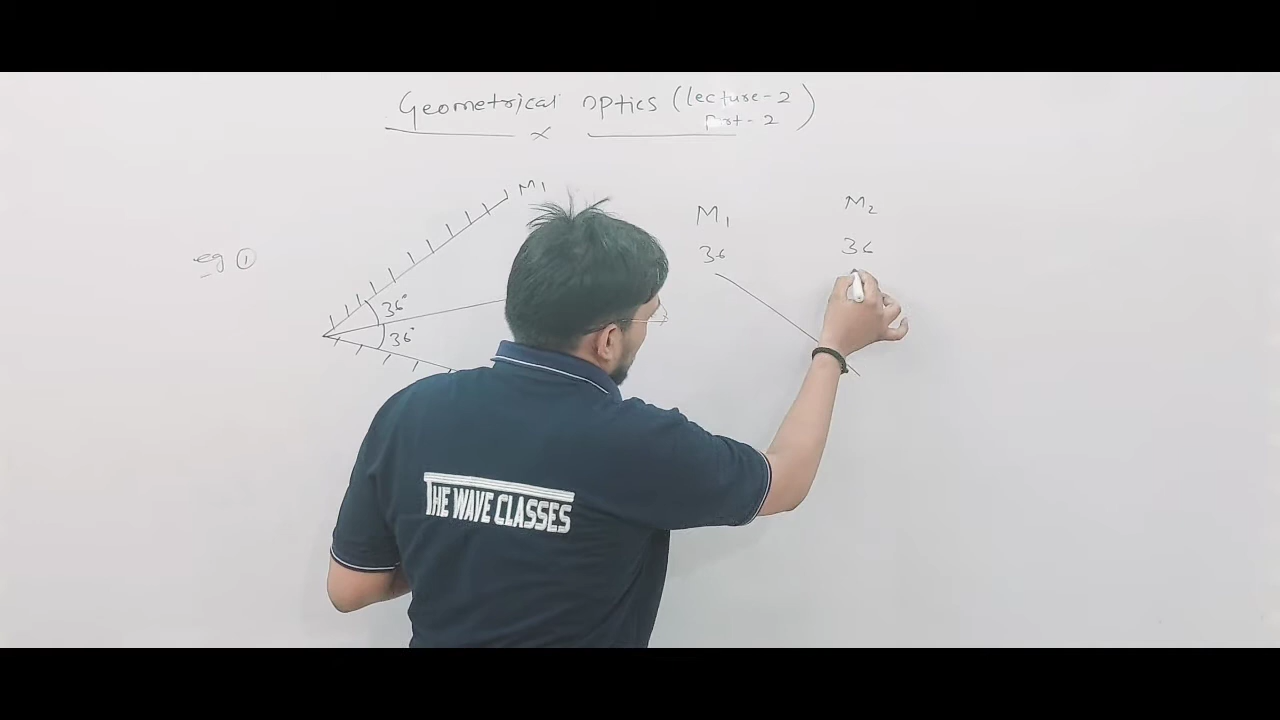 Geometrical Optics (lecture-2
part-2 )
eg ①
M1
36°
36°
M1 M2
36 36
THE WAVE CLASSES